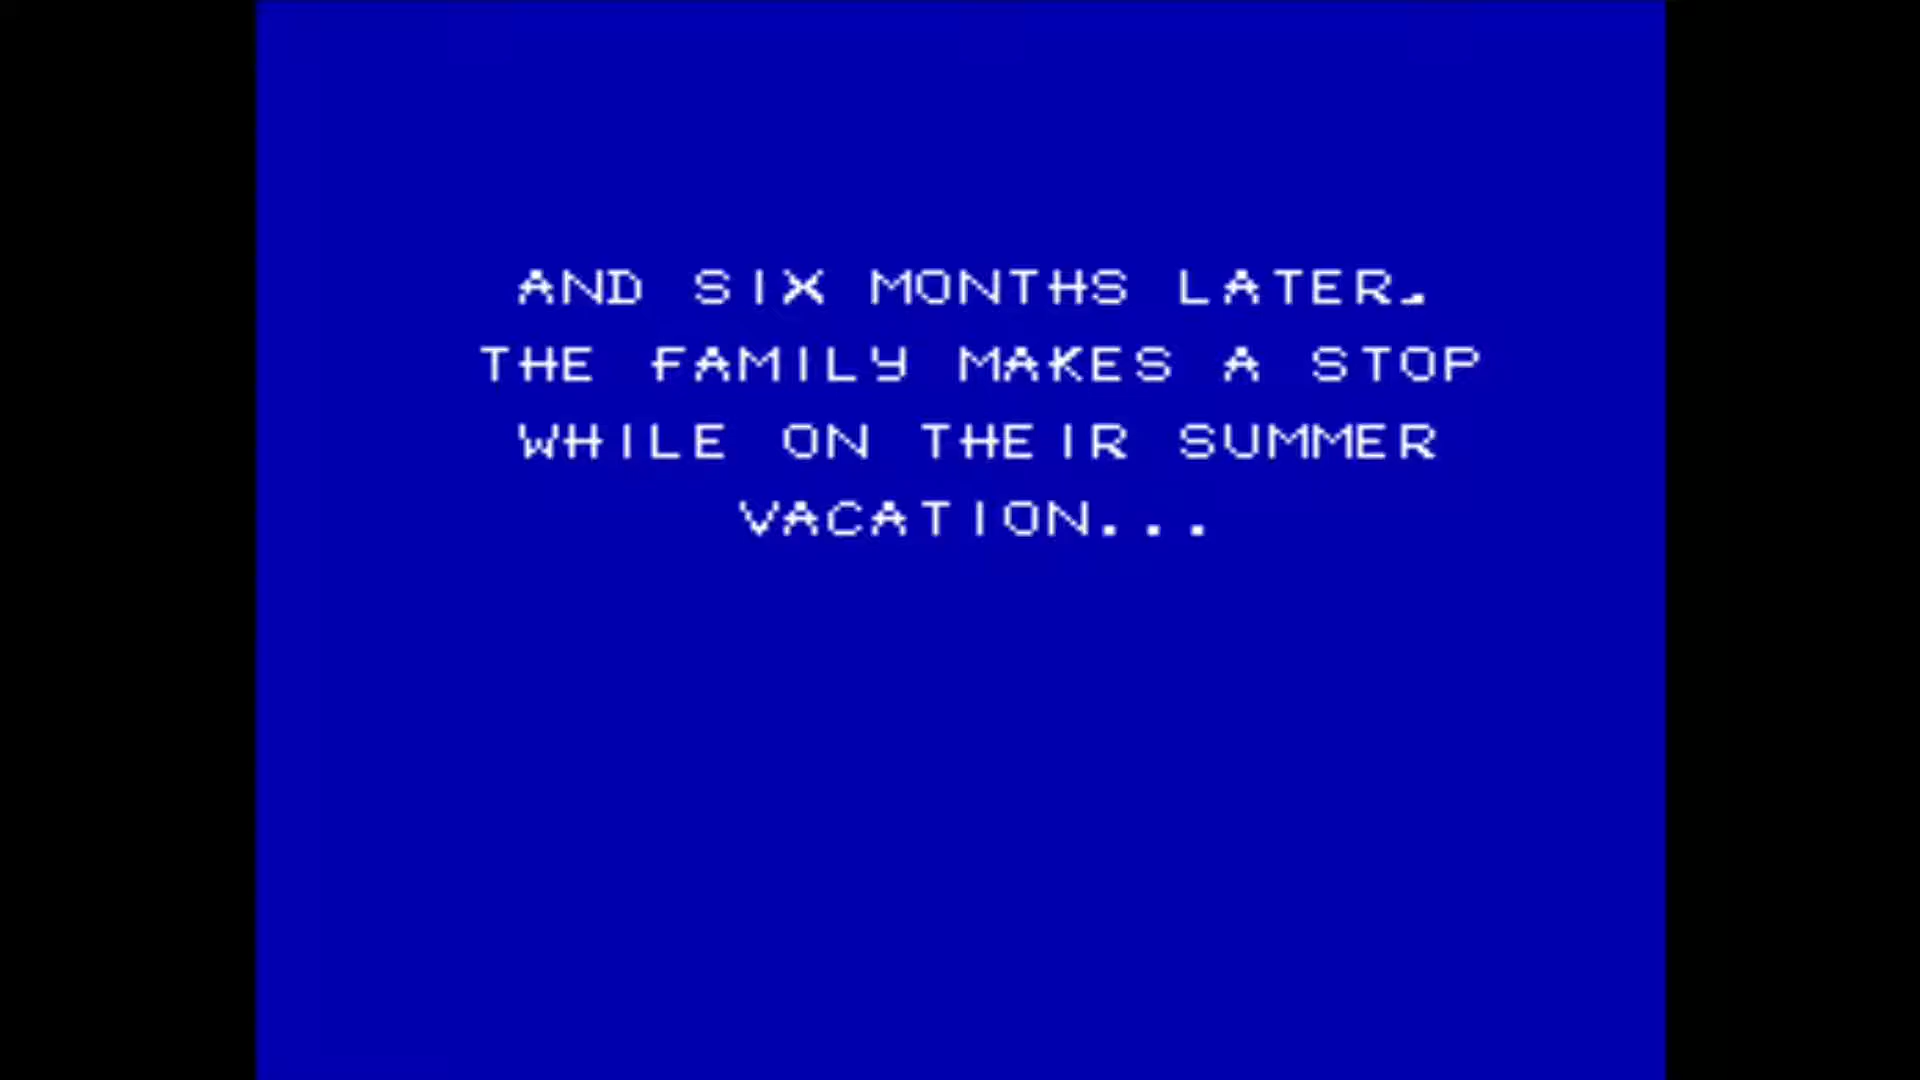 AND SIX MONTHS LATER,
THE FAMILY MAKES A STOP
WHILE ON THEIR SUMMER
VACATION...